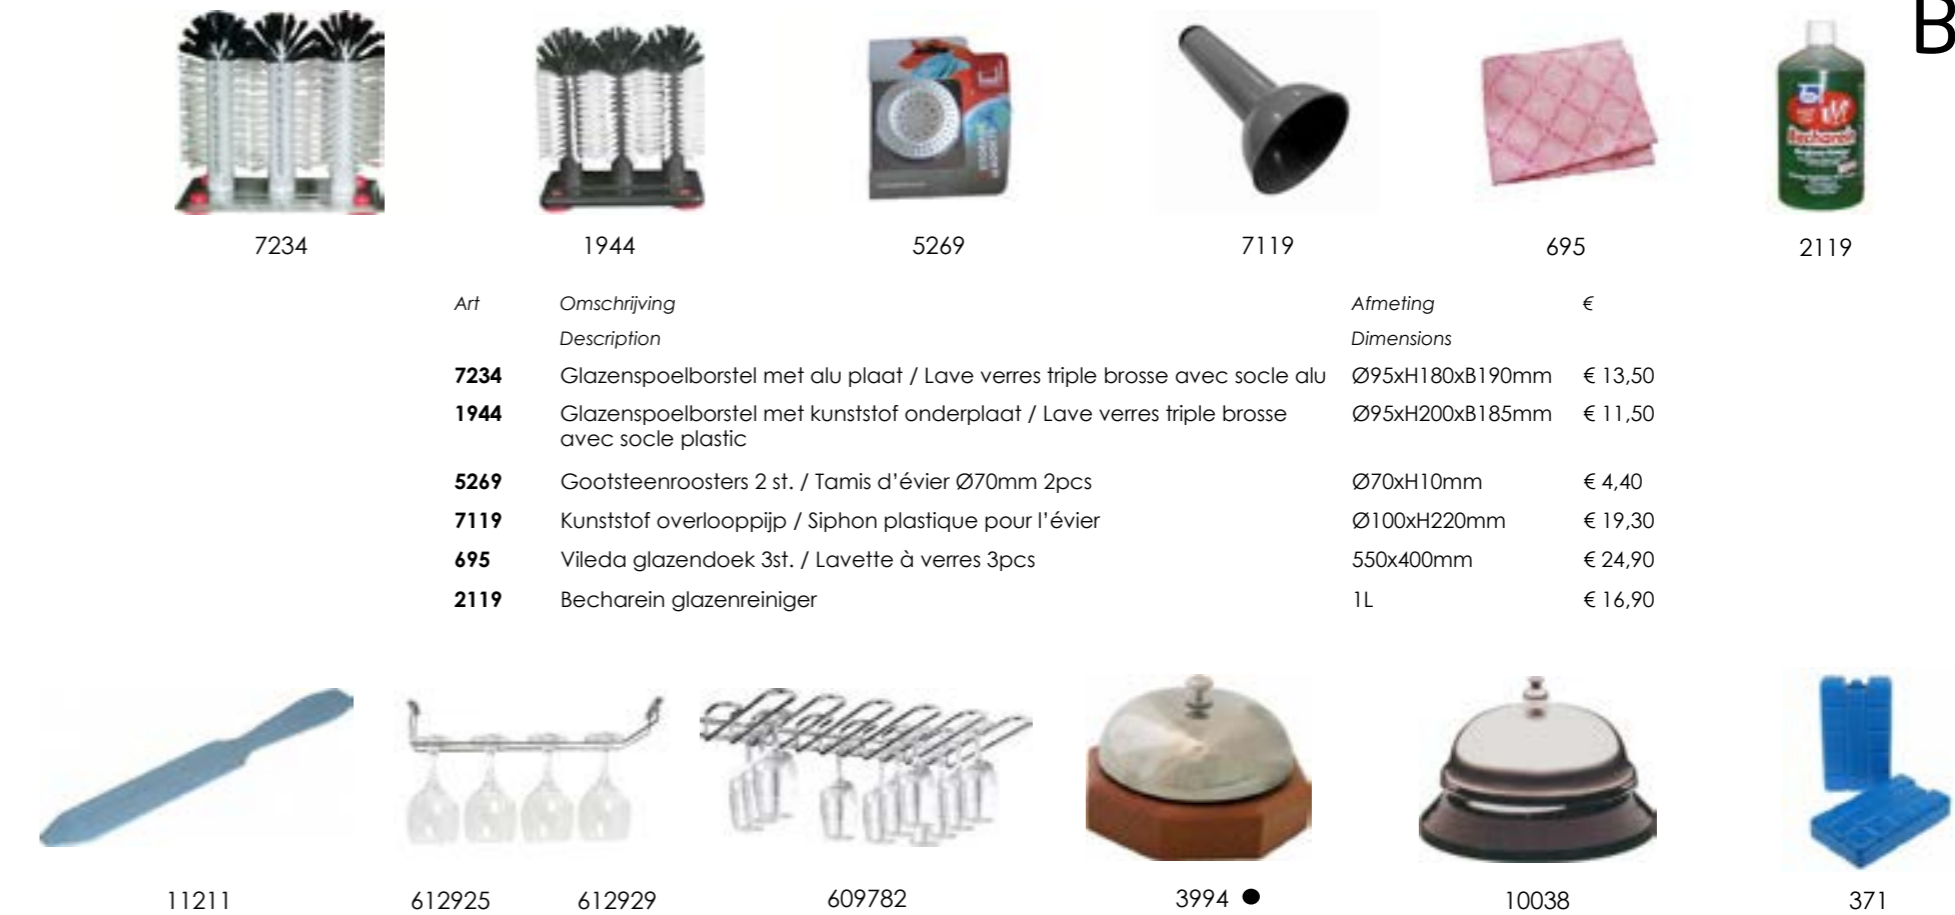 B
7234 1944 5269 7119 695 2119
Art Omschrijving Afmeting €
Description Dimensions
7234 Glazenspoelborstel met alu plaat / Lave verres triple brosse avec socle alu Ø95xH180xB190mm € 13,50
1944 Glazenspoelborstel met kunststof onderplaat / Lave verres triple brosse Ø95xH200xB185mm € 11,50
avec socle plastic
5269 Gootsteenroosters 2 st. / Tamis d’évier Ø70mm 2pcs Ø70xH10mm € 4,40
7119 Kunststof overlooppijp / Siphon plastique pour l’évier Ø100xH220mm € 19,30
695 Vileda glazendoek 3st. / Lavette à verres 3pcs 550x400mm € 24,90
2119 Becharein glazenreiniger 1L € 16,90
11211 612925 612929 609782 3994 ● 10038 371